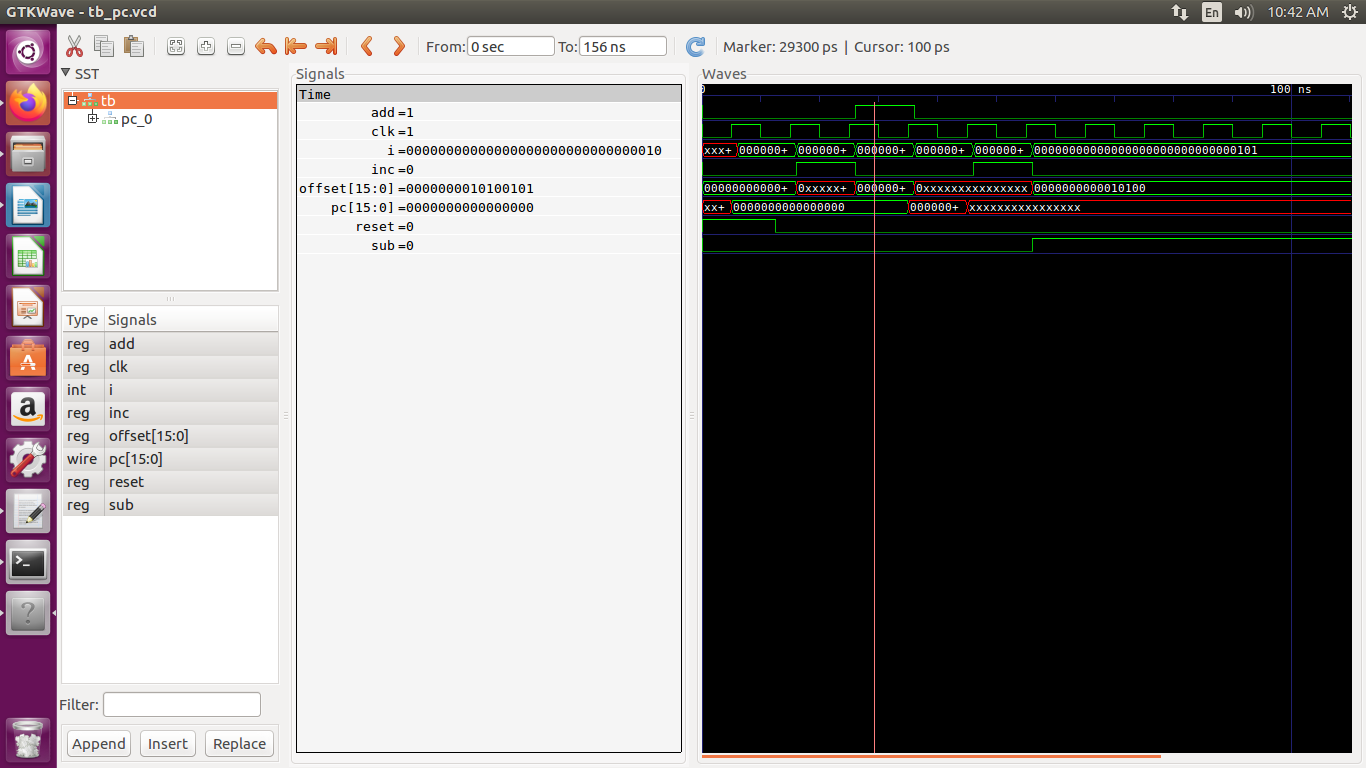 GTKWave - tb_pc.vcd
En
10:42 AM
From:
0 sec
To:
156 ns
Marker: 29300 ps | Cursor: 100 ps
SST
tb
pc_0
Type Signals
reg add
reg clk
int i
reg inc
reg offset[15:0]
wire pc[15:0]
reg reset
reg sub
Filter:
Append Insert Replace
Signals
Time
add =1
clk =1
i =00000000000000000000000000000010
inc =0
offset[15:0] =0000000010100101
pc[15:0] =0000000000000000
reset =0
sub =0
Waves
0 100 ns
xxx+ 000000+ 000000+ 000000+ 000000+ 000000+ 00000000000000000000000000000101
00000000000+ 0xxxxx+ 000000+ 0xxxxxxxxxxxxxxx 0000000000010100
xx+ 0000000000000000 000000+ xxxxxxxxxxxxxxxx